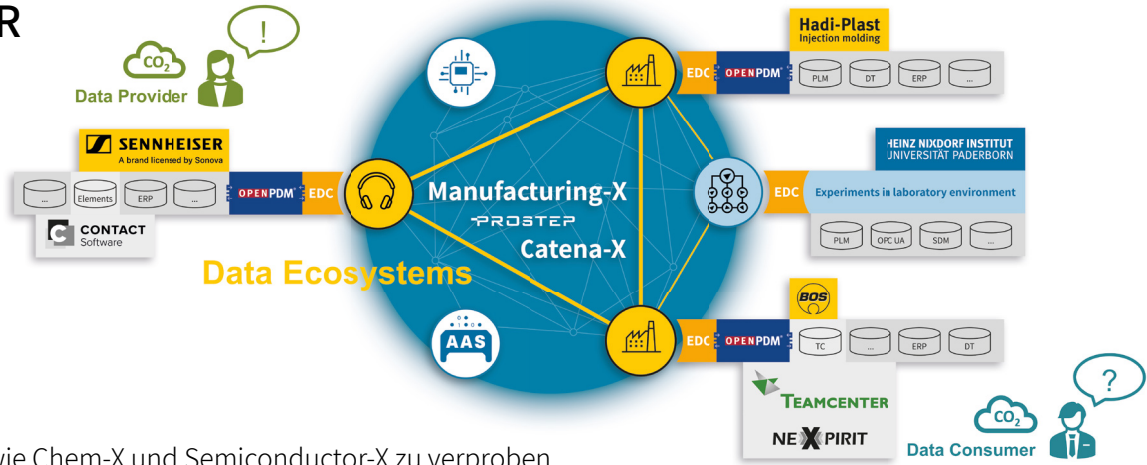 R
!
CO2
Data Provider
Hadi-Plast
Injection molding
EDC OPENPDM PLM DT ERP ...
SENNHEISER
A brand licensed by Sonova
... Elements ERP ... OPENPDM EDC
CONTACT
Software
HEINZ NIXDORF INSTITUT
UNIVERSITÄT PADERBORN
EDC Experiments in laboratory environment
PLM OPC UA SDM ...
Manufacturing-X
PROSTEP
Catena-X
Data Ecosystems
AAS
BOS
EDC OPENPDM TC ... ERP DT
TEAMCENTER
NEXPIRIT
?
CO2
Data Consumer
wie Chem-X und Semiconductor-X zu verproben